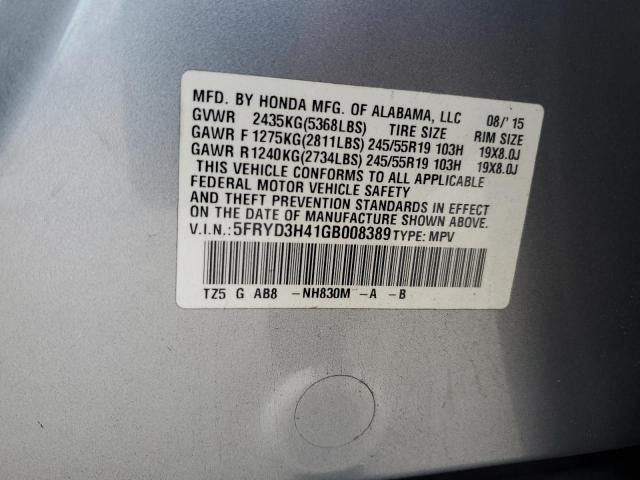 MFD. BY HONDA MFG. OF ALABAMA, LLC 08/'15
GVWR 2435KG(5368LBS) TIRE SIZE RIM SIZE
GAWR F 1275KG(2811LBS) 245/55R19 103H 19X8.0J
GAWR R 1240KG(2734LBS) 245/55R19 103H 19X8.0J
THIS VEHICLE CONFORMS TO ALL APPLICABLE
FEDERAL MOTOR VEHICLE SAFETY
AND THEFT PREVENTION STANDARDS IN EFFECT
ON THE DATE OF MANUFACTURE SHOWN ABOVE.
V.I.N.: 5FRYD3H41GB008389 TYPE: MPV
TZ5 G AB8 -NH830M -A -B